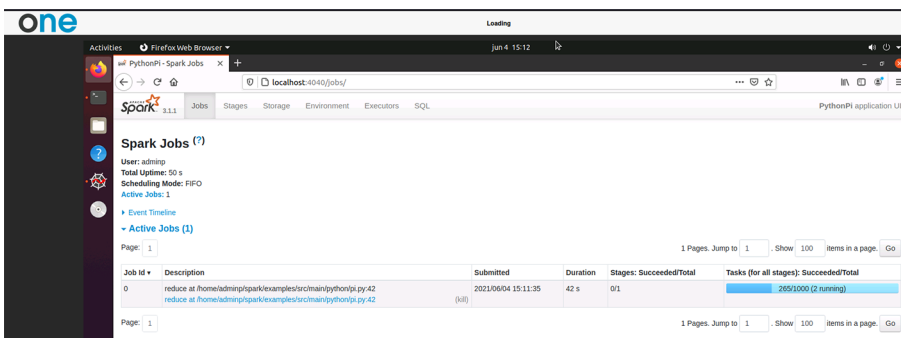 one
Loading
Activities Firefox Web Browser jun 4 15:12
PythonPi - Spark Jobs
localhost:4040/jobs/
APACHE Spark 3.1.1 Jobs Stages Storage Environment Executors SQL PythonPi application UI
Spark Jobs (?)
User: adminp
Total Uptime: 50 s
Scheduling Mode: FIFO
Active Jobs: 1
Event Timeline
Active Jobs (1)
Page: 1 1 Pages. Jump to 1 . Show 100 items in a page. Go
Job Id Description Submitted Duration Stages: Succeeded/Total Tasks (for all stages): Succeeded/Total
0 reduce at /home/adminp/spark/examples/src/main/python/pi.py:42 2021/06/04 15:11:35 42 s 0/1 265/1000 (2 running)
reduce at /home/adminp/spark/examples/src/main/python/pi.py:42 (kill)
Page: 1 1 Pages. Jump to 1 . Show 100 items in a page. Go